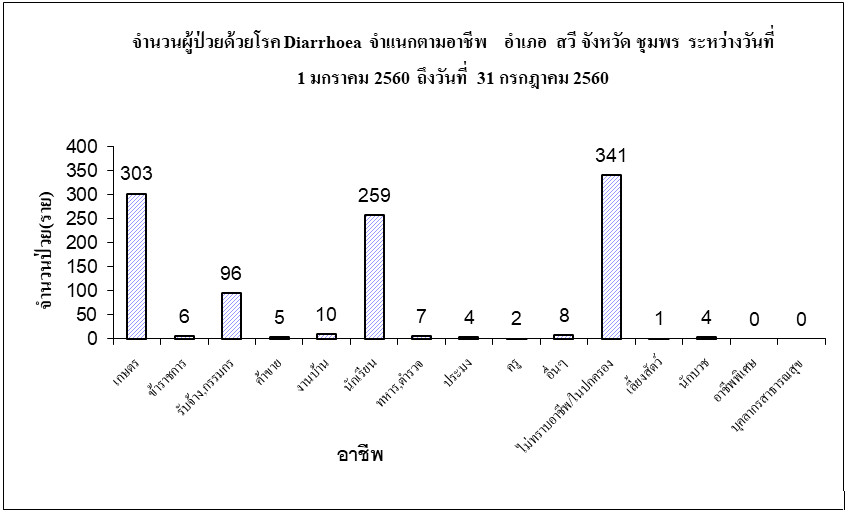 จำนวนผู้ป่วยด้วยโรค Diarrhoea จำแนกตามอาชีพ อำเภอ สวี จังหวัด ชุมพร ระหว่างวันที่
1 มกราคม 2560 ถึงวันที่ 31 กรกฎาคม 2560
จำนวนป่วย(ราย)
400
350
300
250
200
150
100
50
0
303
6
96
5
10
259
7
4
2
8
341
1
4
0
0
เกษตร
ข้าราชการ
รับจ้าง,กรรมกร
ค้าขาย
งานบ้าน
นักเรียน
ทหาร,ตำรวจ
ประมง
ครู
อื่นๆ
ไม่ทราบอาชีพ/ในปกครอง
เลี้ยงสัตว์
นักบวช
อาชีพพิเศษ
บุคลากรสาธารณสุข
อาชีพ